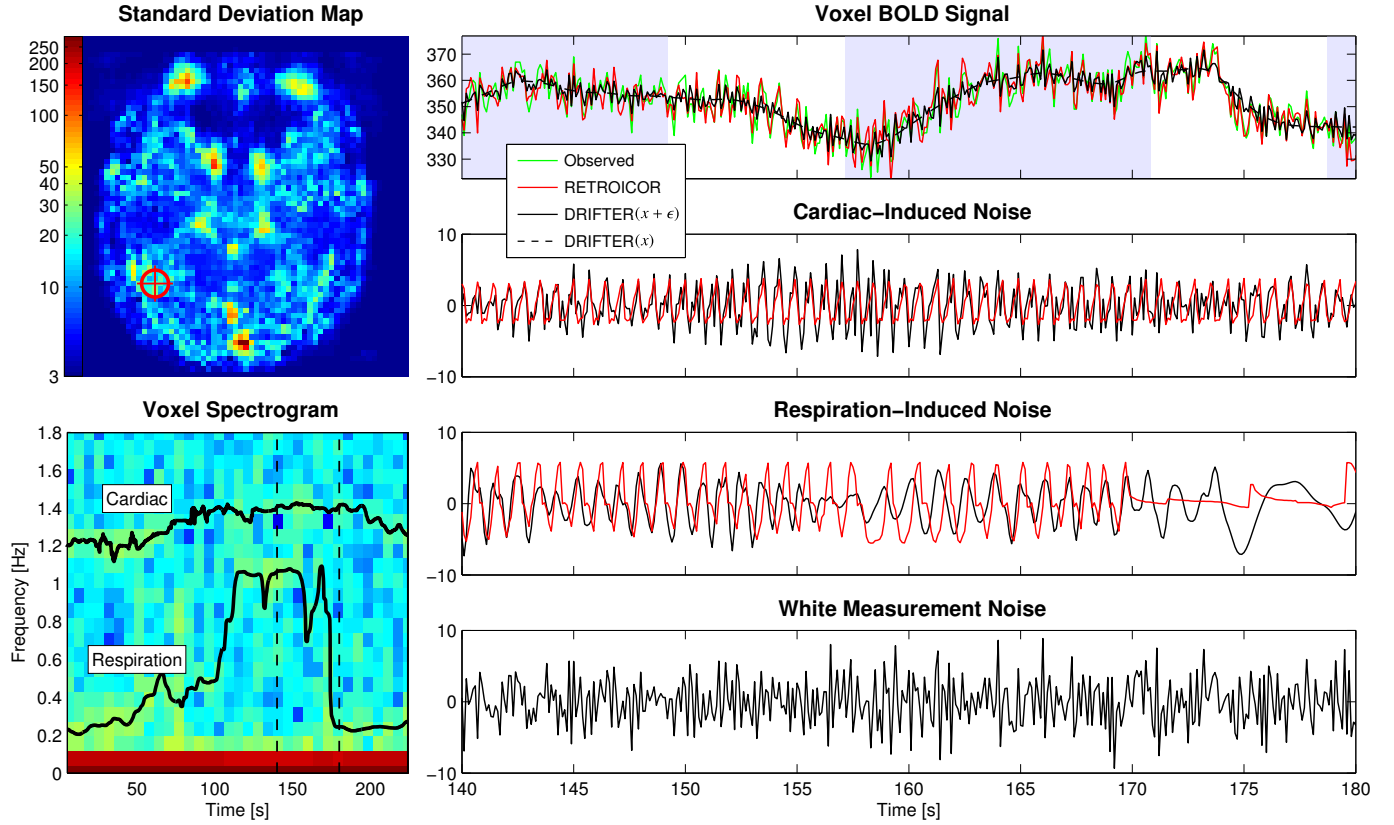 Standard Deviation Map
250
200
150
100
50
40
30
20
10
3
Voxel BOLD Signal
370
360
350
340
330
Observed
RETROICOR
DRIFTER(x + ϵ)
DRIFTER(x)
Cardiac–Induced Noise
10
0
−10
Voxel Spectrogram
1.8
1.6
1.4
1.2
1
0.8
0.6
0.4
0.2
0
Frequency [Hz]
Cardiac
Respiration
50 100 150 200
Time [s]
Respiration–Induced Noise
10
0
−10
White Measurement Noise
10
0
−10
140 145 150 155 160 165 170 175 180
Time [s] Time [s]